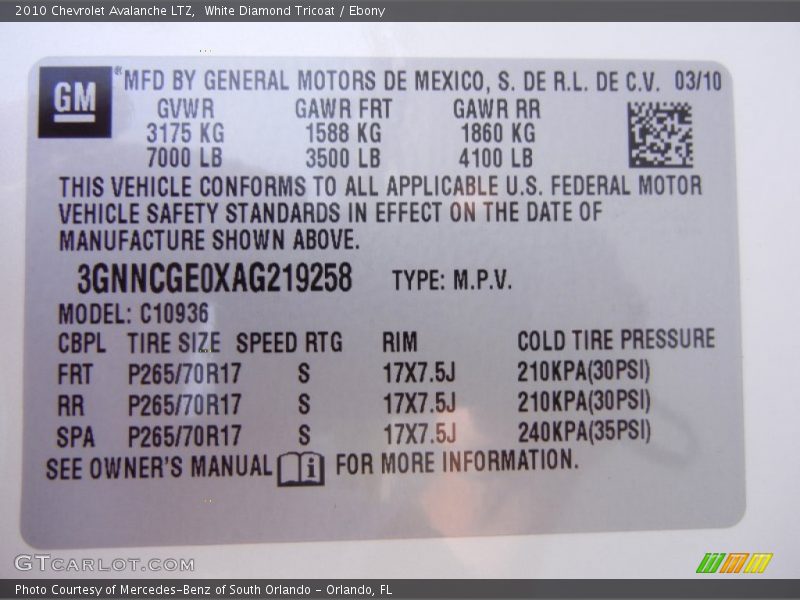 2010 Chevrolet Avalanche LTZ,  White Diamond Tricoat / Ebony
GM® MFD BY GENERAL MOTORS DE MEXICO, S. DE R.L. DE C.V. 03/10
GVWR GAWR FRT GAWR RR
3175 KG 1588 KG 1860 KG
7000 LB 3500 LB 4100 LB
THIS VEHICLE CONFORMS TO ALL APPLICABLE U.S. FEDERAL MOTOR
VEHICLE SAFETY STANDARDS IN EFFECT ON THE DATE OF
MANUFACTURE SHOWN ABOVE.
3GNNCGE0XAG219258 TYPE: M.P.V.
MODEL: C10936
CBPL TIRE SIZE SPEED RTG RIM COLD TIRE PRESSURE
FRT P265/70R17 S 17X7.5J 210KPA(30PSI)
RR P265/70R17 S 17X7.5J 210KPA(30PSI)
SPA P265/70R17 S 17X7.5J 240KPA(35PSI)
SEE OWNER'S MANUAL i FOR MORE INFORMATION.
GTCARLOT.COM
Photo Courtesy of Mercedes-Benz of South Orlando - Orlando, FL